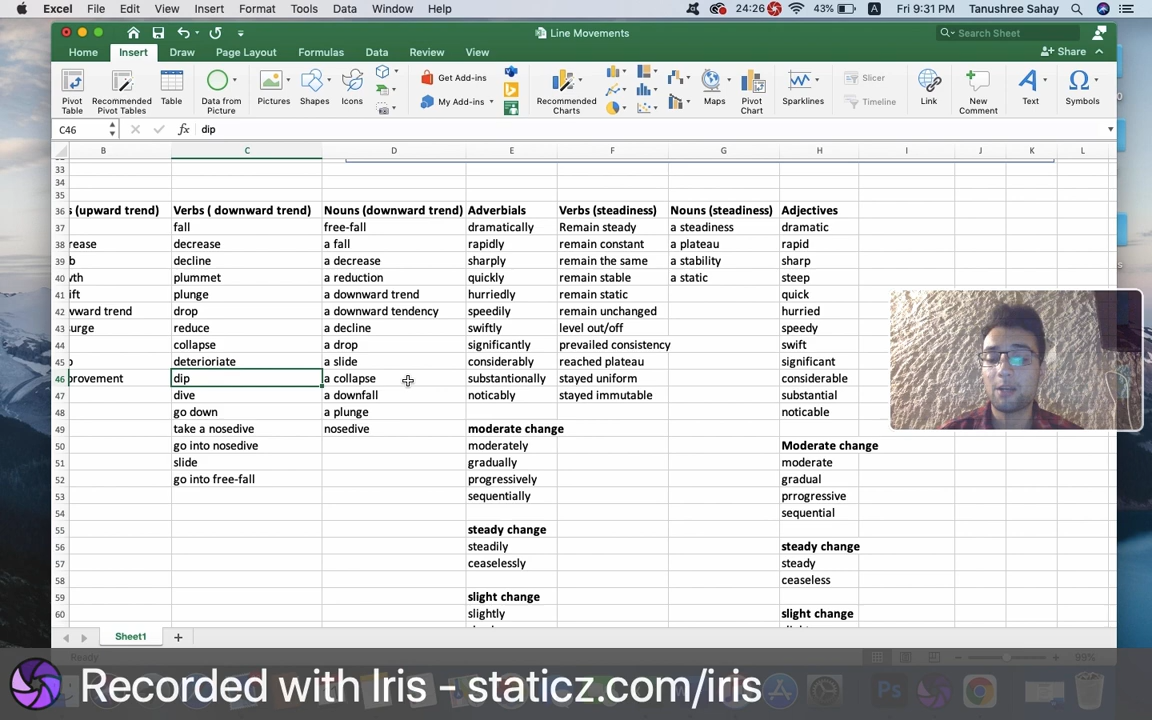 Excel File Edit View Insert Format Tools Data Window Help 24:26 43% A Fri 9:31 PM Tanushree Sahay
Line Movements
Search Sheet
Home Insert Draw Page Layout Formulas Data Review View Share
Pivot Table
Recommended Pivot Tables
Table
Data from Picture
Pictures
Shapes
Icons
Get Add-ins
My Add-ins
Recommended Charts
Maps
Pivot Chart
Sparklines
Slicer
Timeline
Link
New Comment
Text
Symbols
C46 fx dip
B C D E F G H I J K L
33
34
35
36 s (upward trend) Verbs ( downward trend) Nouns (downward trend) Adverbials Verbs (steadiness) Nouns (steadiness) Adjectives
37 fall free-fall dramatically Remain steady a steadiness dramatic
38 rease decrease a fall rapidly remain constant a plateau rapid
39 b decline a decrease sharply remain the same a stability sharp
40 vth plummet a reduction quickly remain stable a static steep
41 ift plunge a downward trend hurriedly remain static quick
42 vward trend drop a downward tendency speedily remain unchanged hurried
43 surge reduce a decline swiftly level out/off speedy
44 collapse a drop significantly prevailed consistency swift
45 deterioriate a slide considerably reached plateau significant
46 provement dip a collapse substantionally stayed uniform considerable
47 dive a downfall noticably stayed immutable substantial
48 go down a plunge noticable
49 take a nosedive nosedive moderate change
50 go into nosedive moderately Moderate change
51 slide gradually moderate
52 go into free-fall progressively gradual
53 sequentially prrogressive
54 sequential
55 steady change
56 steadily steady change
57 ceaselessly steady
58 ceaseless
59 slight change
60 slightly slight change
Sheet1
Ready 99%
Recorded with Iris - staticz.com/iris